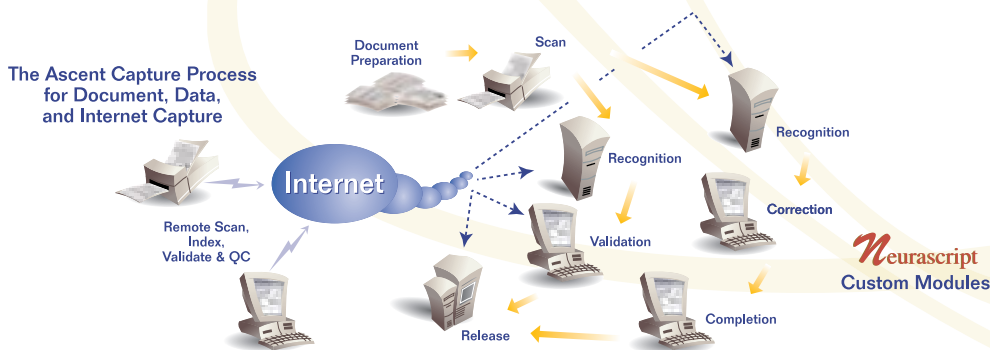 The Ascent Capture Process
for Document, Data,
and Internet Capture
Document
Preparation
Scan
Recognition
Recognition
Internet
Remote Scan,
Index,
Validate & QC
Validation
Correction
Neurascript
Custom Modules
Release
Completion